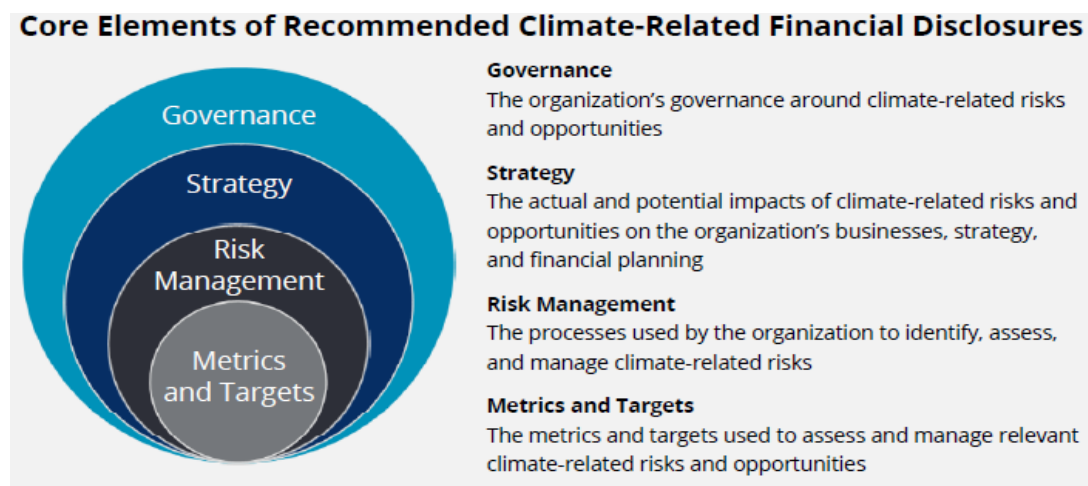 Core Elements of Recommended Climate-Related Financial Disclosures
Governance
Strategy
Risk
Management
Metrics
and Targets
Governance
The organization’s governance around climate-related risks
and opportunities
Strategy
The actual and potential impacts of climate-related risks and
opportunities on the organization’s businesses, strategy,
and financial planning
Risk Management
The processes used by the organization to identify, assess,
and manage climate-related risks
Metrics and Targets
The metrics and targets used to assess and manage relevant
climate-related risks and opportunities